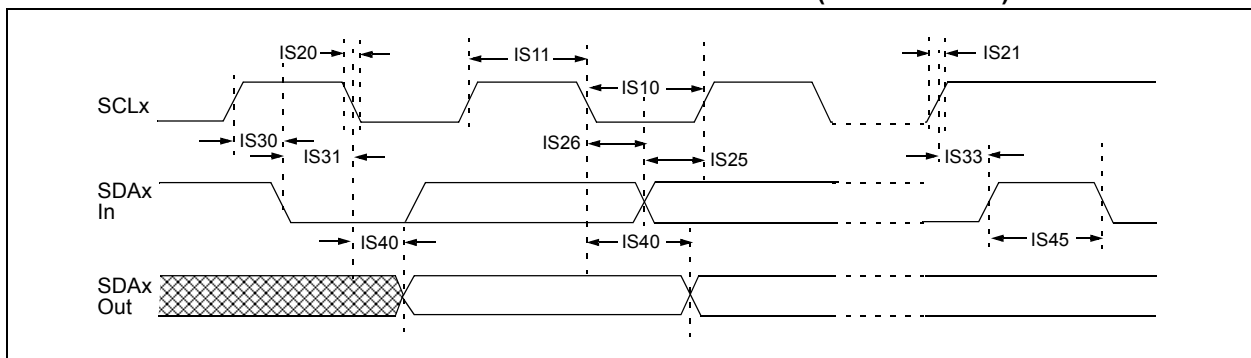 IS20
IS11
IS21
IS10
SCLx
IS30
IS26
IS31
IS25
IS33
SDAx
In
IS40
IS40
IS45
SDAx
Out